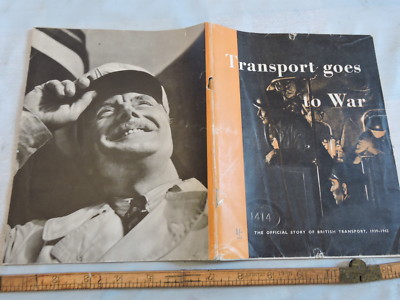 Transport goes
to War
1414
THE OFFICIAL STORY OF BRITISH TRANSPORT, 1939-1942